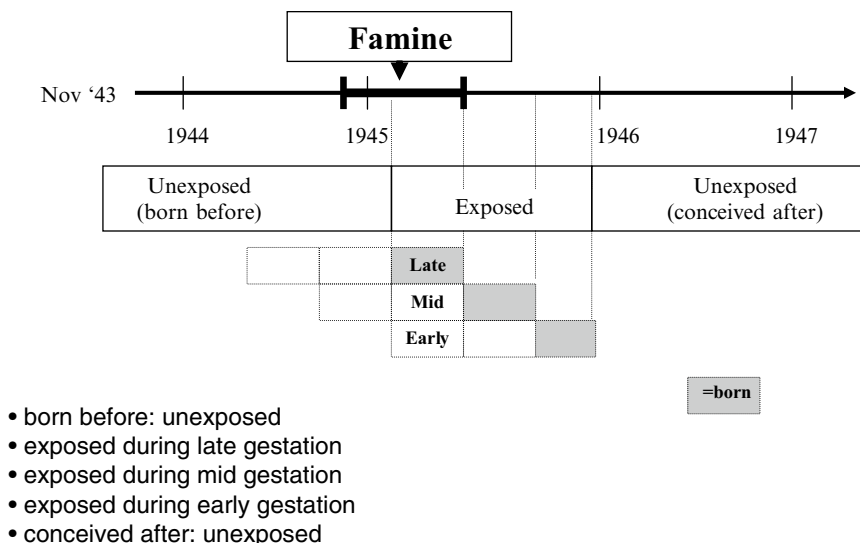 Famine
Nov ‘43
1944 1945 1946 1947
Unexposed
(born before)
Exposed
Unexposed
(conceived after)
Late
Mid
Early
=born
• born before: unexposed
• exposed during late gestation
• exposed during mid gestation
• exposed during early gestation
• conceived after: unexposed